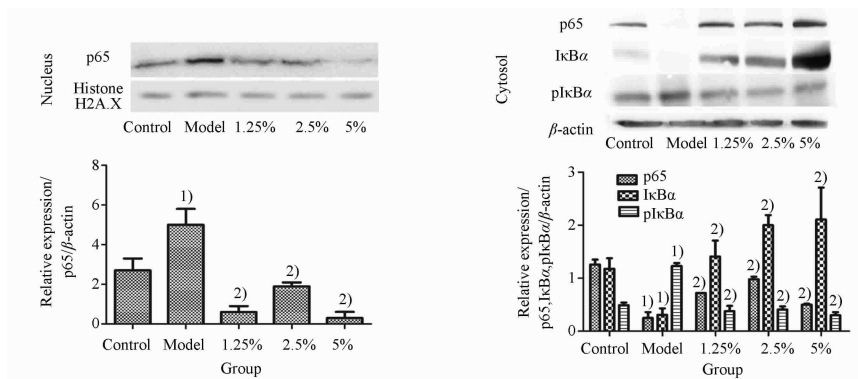 Nucleus
p65
Histone
H2A.X
Control Model 1.25% 2.5% 5%
Relative expression/
p65/β-actin
8
6
4
2
0
1)
2)
2)
2)
Control Model 1.25% 2.5% 5%
Group
Cytosol
p65
IκBα
pIκBα
β-actin
Control Model 1.25% 2.5% 5%
Relative expression/
p65,IκBα,pIκBα/β-actin
3
2
1
0
p65
IκBα
pIκBα
1) 1) 1)
2) 2) 2)
2) 2) 2)
2) 2) 2)
Control Model 1.25% 2.5% 5%
Group